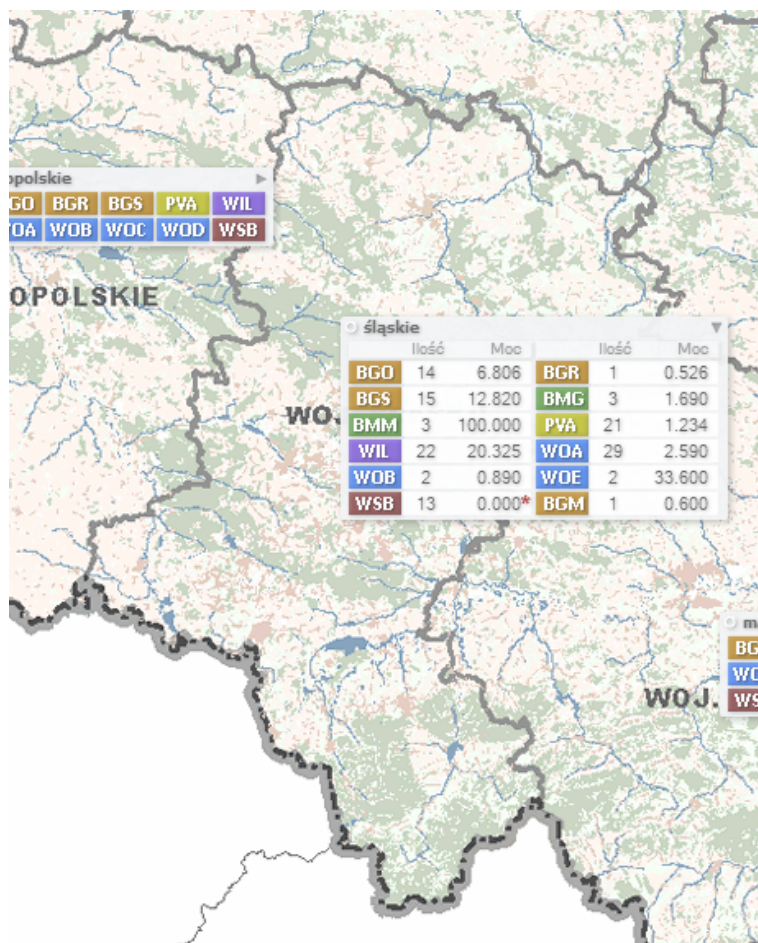 opolskie
BGR BGS PVA WIL
WOB WOC WOD WSB
OPOLSKIE
śląskie
Ilość Moc Ilość Moc
BGO 14 6.806 BGR 1 0.526
BGS 15 12.820 BMG 3 1.690
BMM 3 100.000 PVA 21 1.234
WIL 22 20.325 WOA 29 2.590
WOB 2 0.890 WOE 2 33.600
WSB 13 0.000* BGM 1 0.600
WOJ.